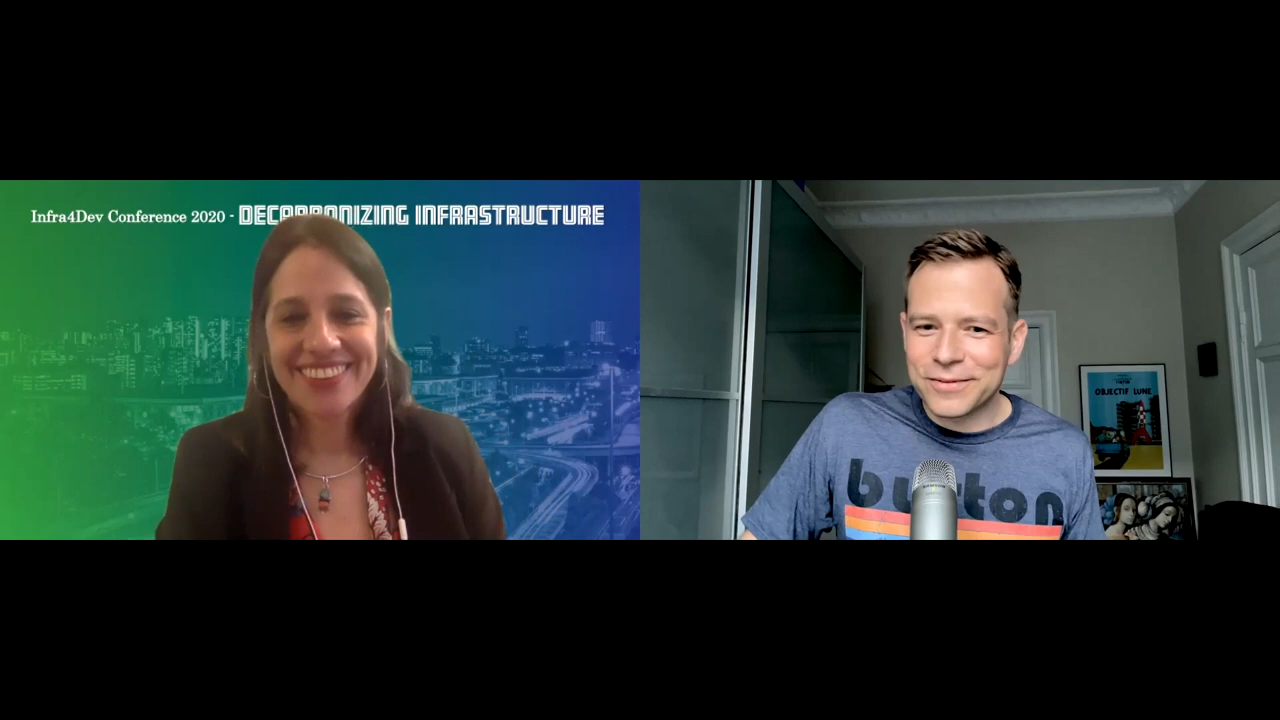 Infra4Dev Conference 2020 - DECARBONIZING INFRASTRUCTURE
burton
OBJECTIF LUNE